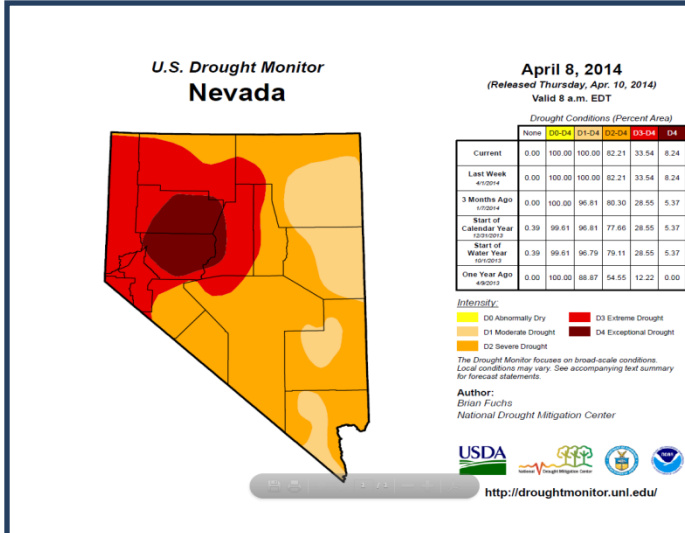 U.S. Drought Monitor
Nevada
April 8, 2014
(Released Thursday, Apr. 10, 2014)
Valid 8 a.m. EDT
Drought Conditions (Percent Area)
None D0-D4 D1-D4 D2-D4 D3-D4 D4
Current 0.00 100.00 100.00 82.21 33.54 8.24
Last Week
4/1/2014
0.00 100.00 100.00 82.21 33.54 8.24
3 Months Ago
1/7/2014
0.00 100.00 96.81 80.30 28.55 5.37
Start of
Calendar Year
12/31/2013
0.39 99.61 96.81 77.66 28.55 5.37
Start of
Water Year
10/1/2013
0.39 99.61 96.79 79.11 28.55 5.37
One Year Ago
4/9/2013
0.00 100.00 88.87 54.55 12.22 0.00
Intensity:
D0 Abnormally Dry
D1 Moderate Drought
D2 Severe Drought
D3 Extreme Drought
D4 Exceptional Drought
The Drought Monitor focuses on broad-scale conditions.
Local conditions may vary. See accompanying text summary
for forecast statements.
Author:
Brian Fuchs
National Drought Mitigation Center
USDA
National Drought Mitigation Center
http://droughtmonitor.unl.edu/